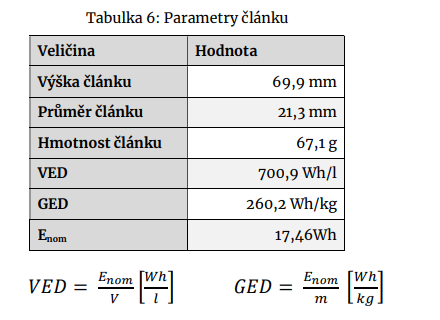 Tabulka 6: Parametry článku
Veličina Hodnota
Výška článku 69,9 mm
Průměr článku 21,3 mm
Hmotnost článku 67,1 g
VED 700,9 Wh/l
GED 260,2 Wh/kg
Enom 17,46Wh
VED = Enom/V [Wh/l] GED = Enom/m [Wh/kg]